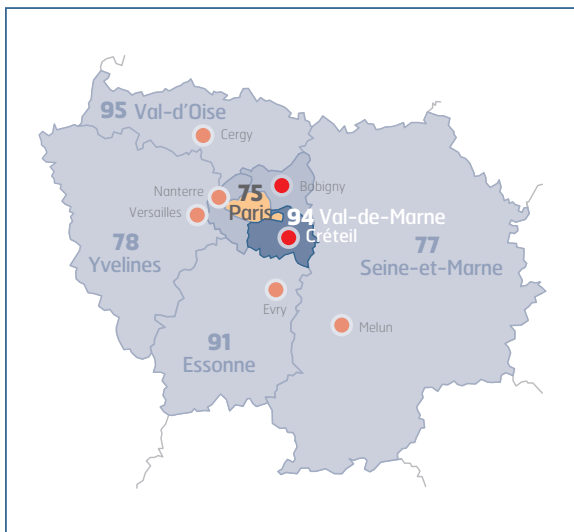 95 Val-d'Oise
Cergy
Nanterre
75
Paris
Bobigny
Versailles
94 Val-de-Marne
Créteil
78
Yvelines
77
Seine-et-Marne
Evry
Melun
91
Essonne